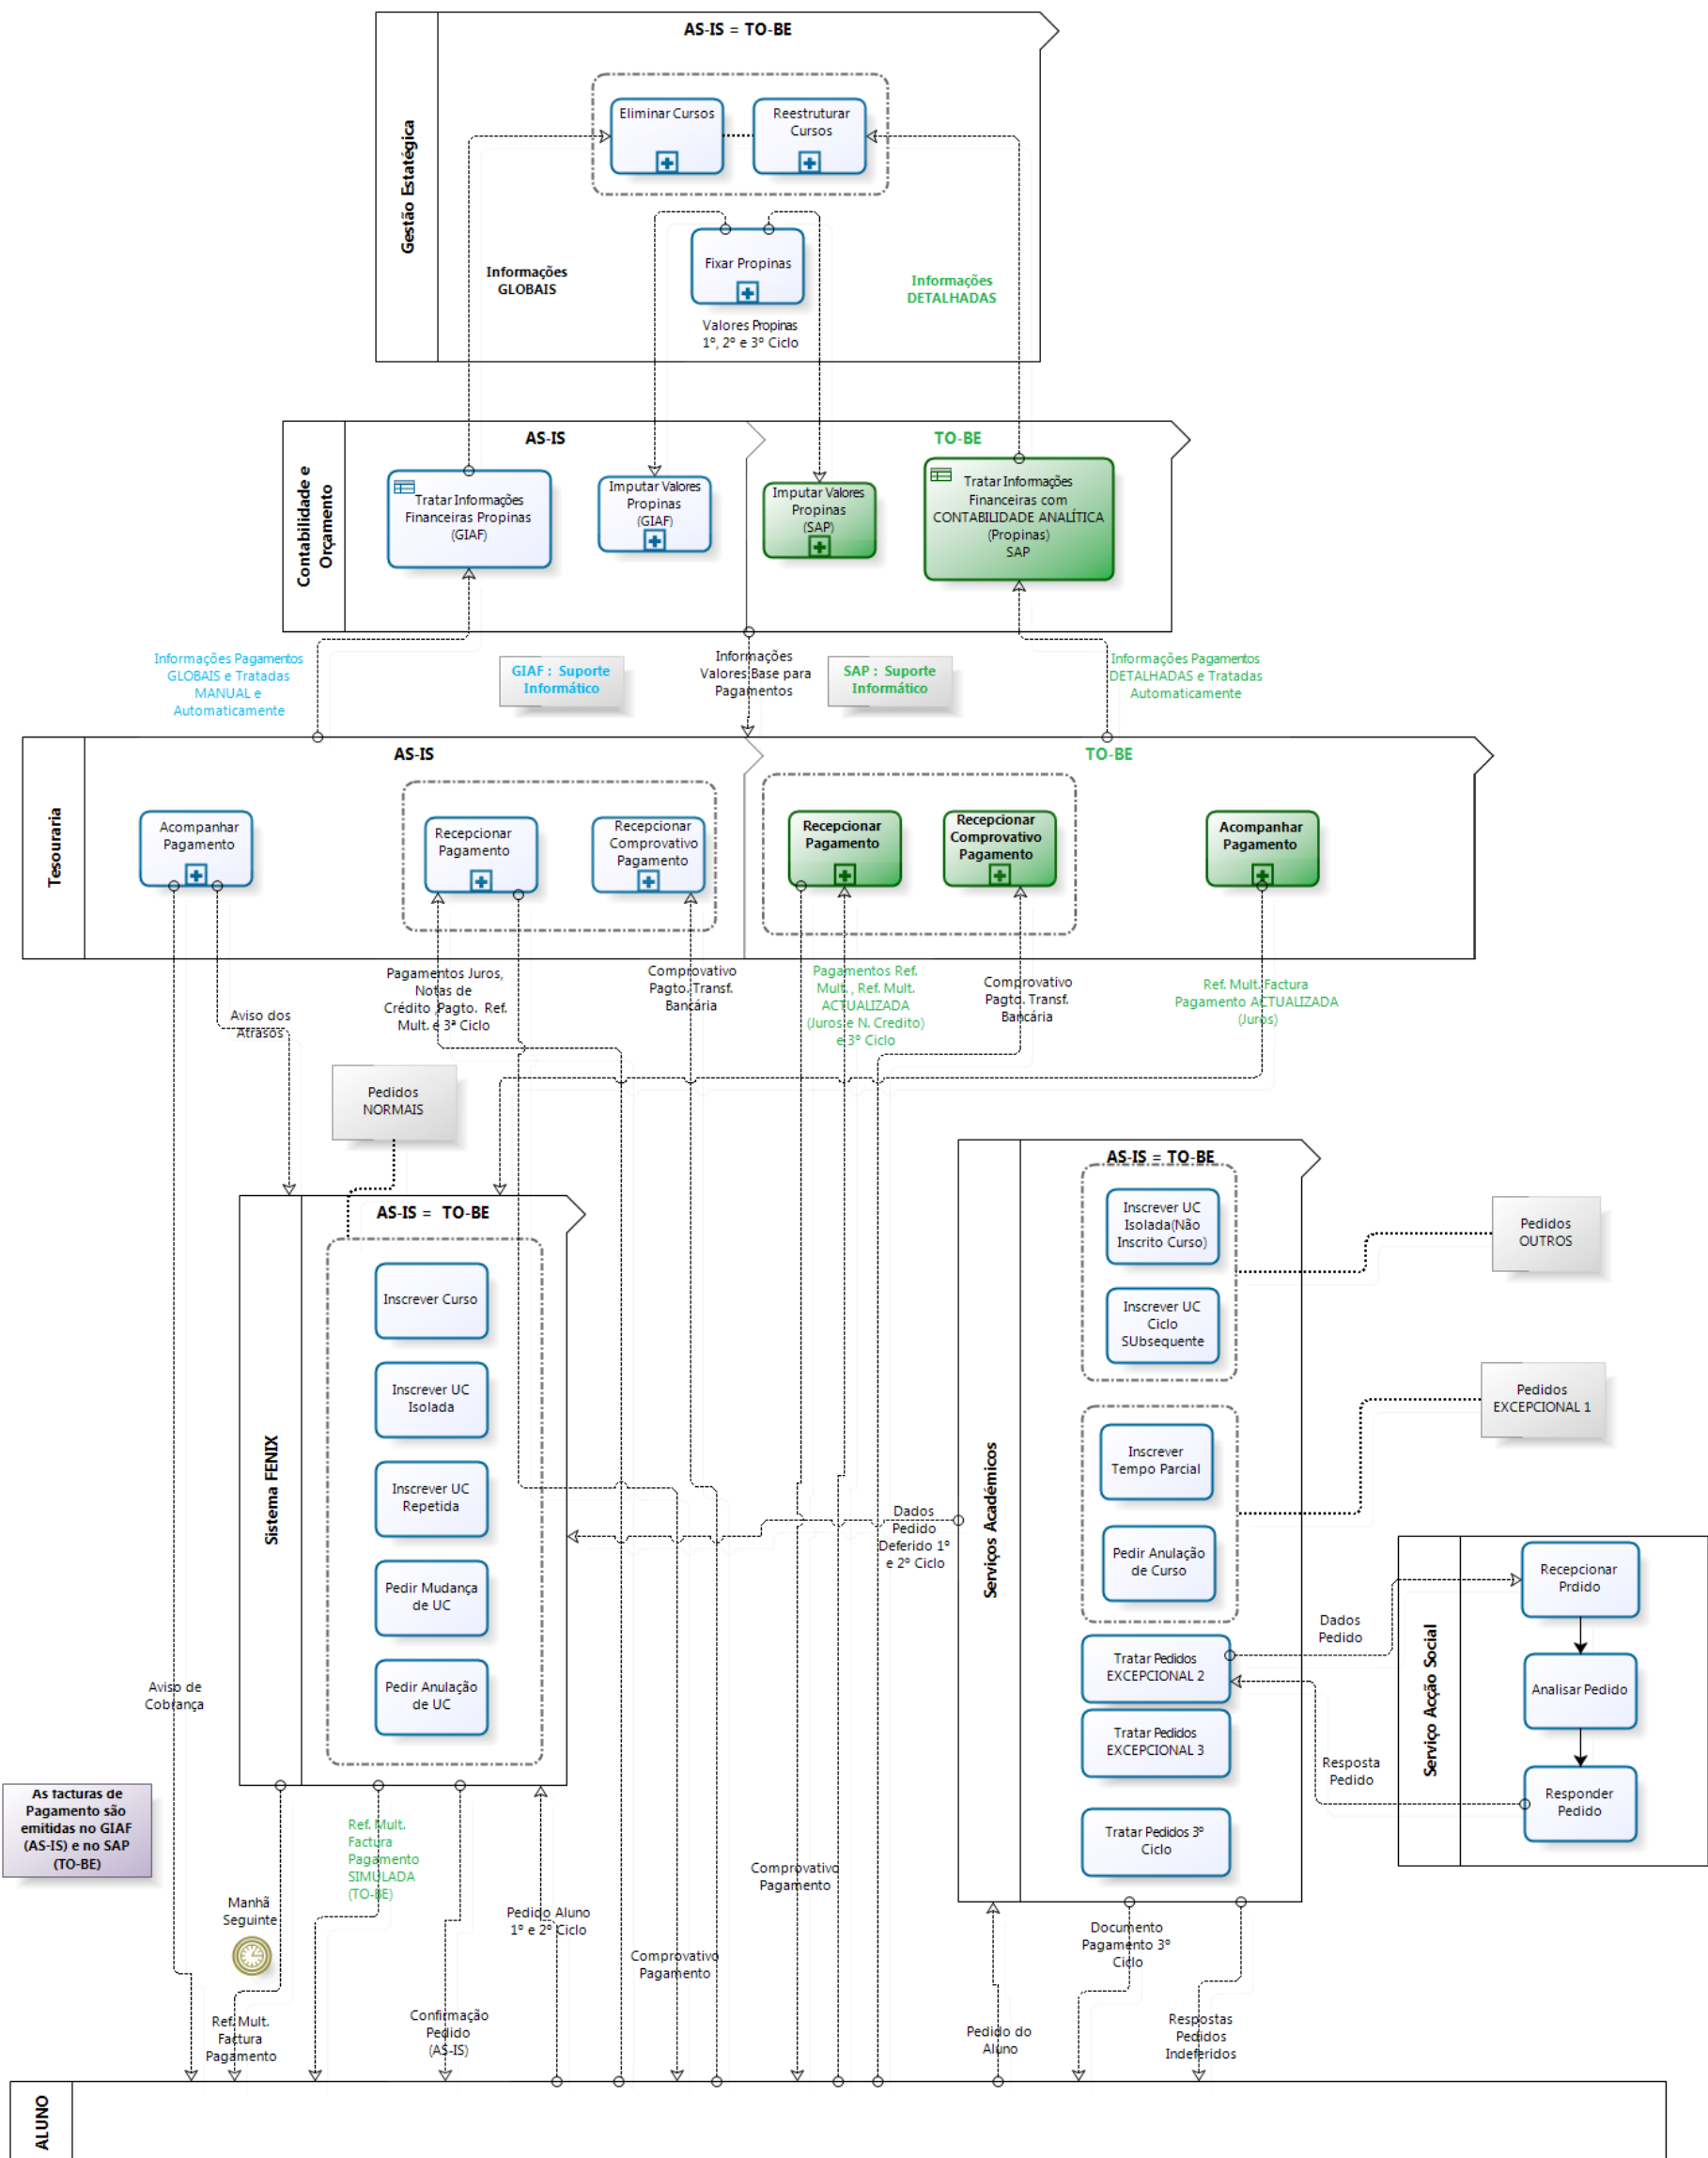 AS-IS = TO-BE
Gestão Estatégica
Eliminar Cursos
Reestruturar
Cursos
Fixar Propinas
Informações
GLOBAIS
Informações
DETALHADAS
Valores Propinas
1º, 2º e 3º Ciclo
Contabilidade e
Orçamento
AS-IS
TO-BE
Tratar Informações
Financeiras Propinas
(GIAF)
Imputar Valores
Propinas
(GIAF)
Imputar Valores
Propinas
(SAP)
Tratar Informações
Financeiras com
CONTABILIDADE ANALÍTICA
(Propinas)
SAP
Informações Pagamentos
GLOBAIS e Tratadas
MANUAL e
Automaticamente
GIAF : Suporte
Informático
Informações
Valores Base para
Pagamentos
SAP : Suporte
Informático
Informações Pagamentos
DETALHADAS e Tratadas
Automaticamente
Tesouraria
AS-IS
TO-BE
Acompanhar
Pagamento
Recepcionar
Pagamento
Recepcionar
Comprovativo
Pagamento
Recepcionar
Pagamento
Recepcionar
Comprovativo
Pagamento
Acompanhar
Pagamento
Aviso dos
Atrasos
Pagamentos Juros,
Notas de
Crédito ,Pagto. Ref.
Mult. e 3ª Ciclo
Comprovativo
Pagto. Transf.
Bancária
Pagamentos Ref.
Mult. , Ref. Mult.
ACTUALIZADA
(Juros e N. Credito)
e 3º Ciclo
Comprovativo
Pagto. Transf.
Bancária
Ref. Mult. Factura
Pagamento ACTUALIZADA
(Juros)
Pedidos
NORMAIS
Sistema FENIX
AS-IS = TO-BE
Inscrever Curso
Inscrever UC
Isolada
Inscrever UC
Repetida
Pedir Mudança
de UC
Pedir Anulação
de UC
Serviços Académicos
AS-IS = TO-BE
Inscrever UC
Isolada(Não
Inscrito Curso)
Inscrever UC
Ciclo
SUbsequente
Pedidos
OUTROS
Inscrever
Tempo Parcial
Pedir Anulação
de Curso
Pedidos
EXCEPCIONAL 1
Dados
Pedido
Deferido 1º
e 2º Ciclo
Tratar Pedidos
EXCEPCIONAL 2
Tratar Pedidos
EXCEPCIONAL 3
Tratar Pedidos 3º
Ciclo
Dados
Pedido
Resposta
Pedido
Serviço Acção Social
Recepcionar
Prdido
Analisar Pedido
Responder
Pedido
Aviso de
Cobrança
As facturas de
Pagamento são
emitidas no GIAF
(AS-IS) e no SAP
(TO-BE)
Manhã
Seguinte
Ref. Mult.
Factura
Pagamento
SIMULADA
(TO-BE)
Pedido Aluno
1º e 2º Ciclo
Comprovativo
Pagamento
Comprovativo
Pagamento
Documento
Pagamento 3º
Ciclo
Ref. Mult.
Factura
Pagamento
Confirmação
Pedido
(AS-IS)
Pedido do
Aluno
Respostas
Pedidos
Indeferidos
ALUNO